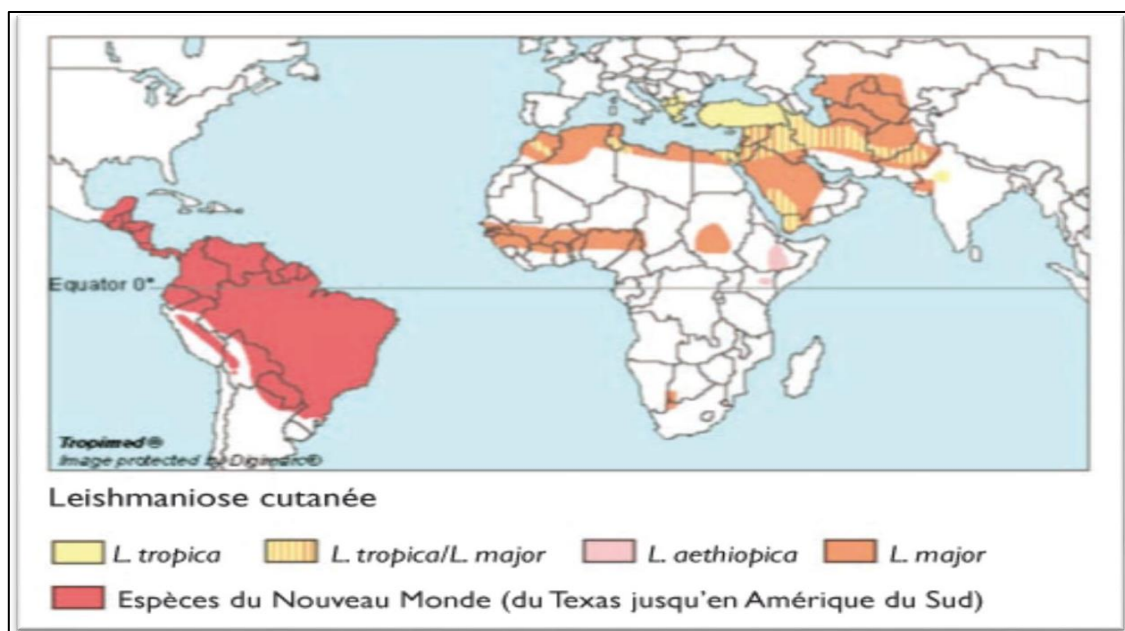 Equator 0°
Tropimed®
Image protected by Digimarc®
Leishmaniose cutanée
L. tropica
L. tropica/L. major
L. aethiopica
L. major
Espèces du Nouveau Monde (du Texas jusqu'en Amérique du Sud)